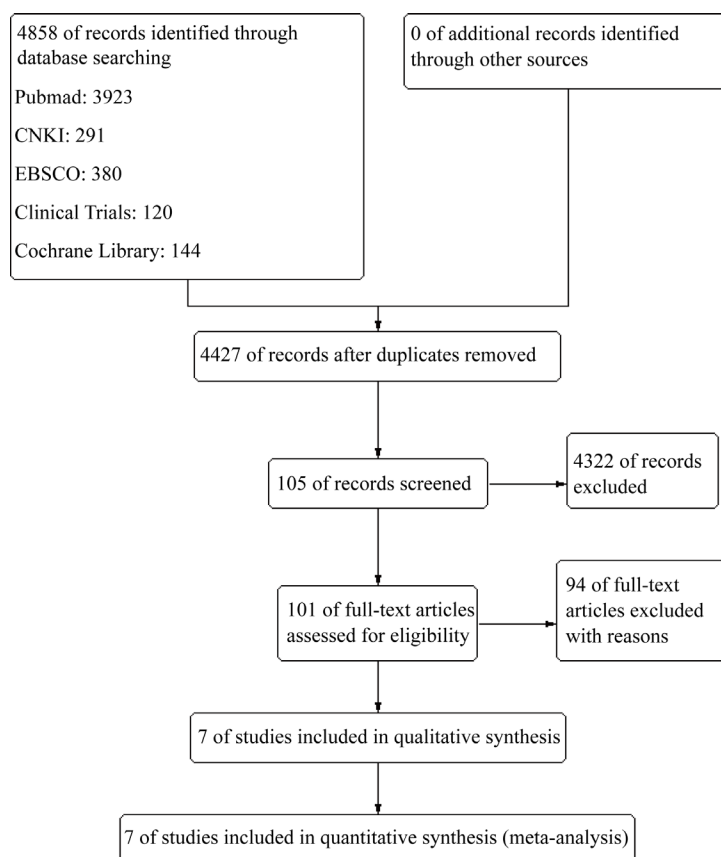 4858 of records identified through
database searching
Pubmad: 3923
CNKI: 291
EBSCO: 380
Clinical Trials: 120
Cochrane Library: 144
0 of additional records identified
through other sources
4427 of records after duplicates removed
105 of records screened
4322 of records
excluded
101 of full-text articles
assessed for eligibility
94 of full-text
articles excluded
with reasons
7 of studies included in qualitative synthesis
7 of studies included in quantitative synthesis (meta-analysis)